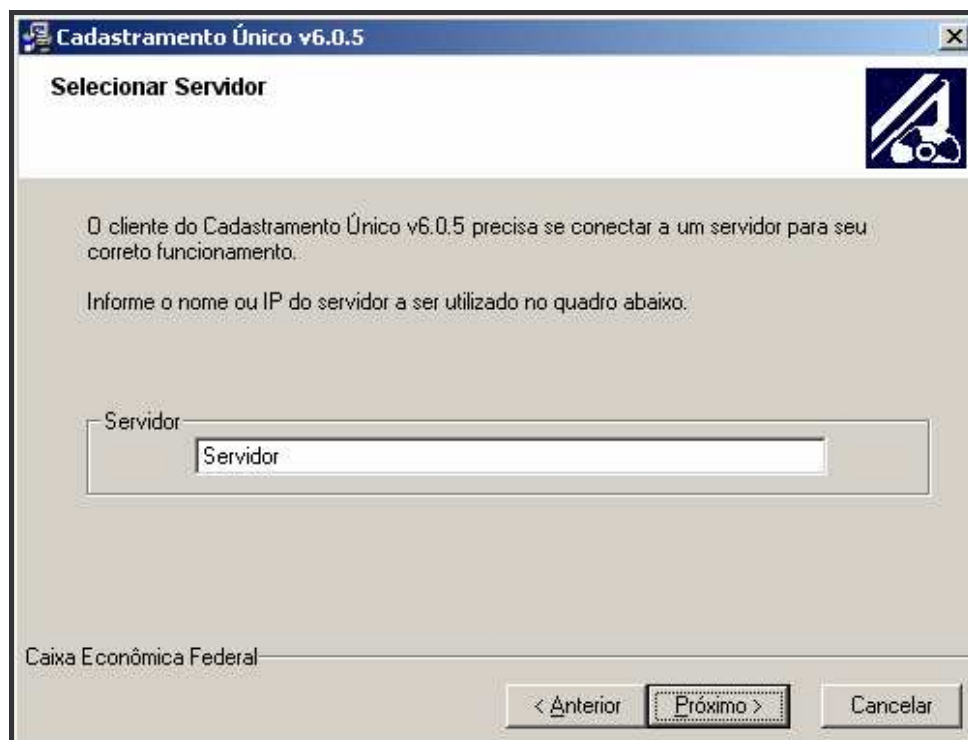 Cadastramento Único v6.0.5
Selecionar Servidor
O cliente do Cadastramento Único v6.0.5 precisa se conectar a um servidor para seu
correto funcionamento.
Informe o nome ou IP do servidor a ser utilizado no quadro abaixo.
Servidor
Servidor
Caixa Econômica Federal
< Anterior Próximo > Cancelar